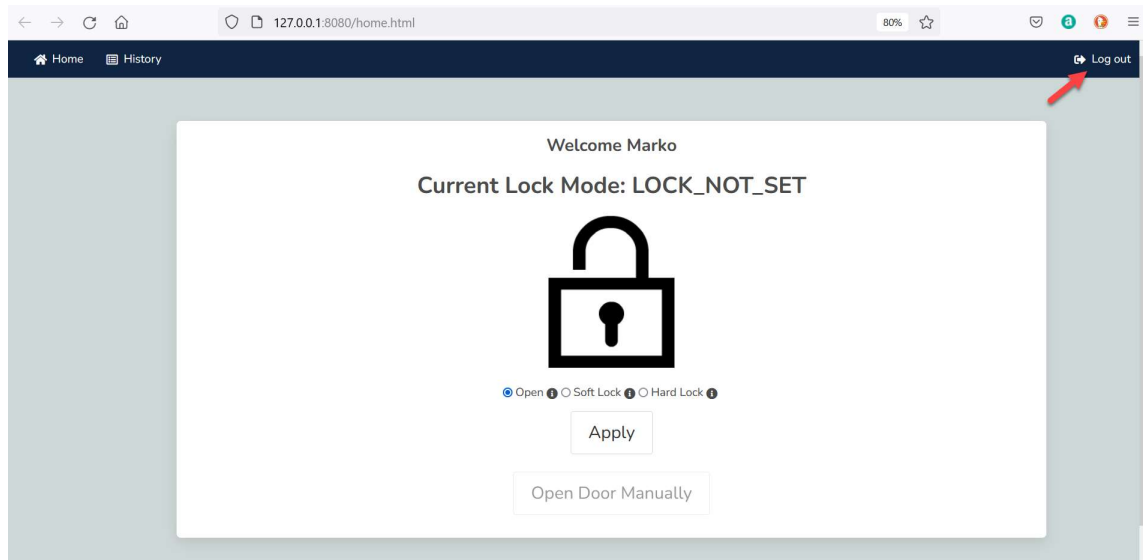 127.0.0.1:8080/home.html 80%
Home History Log out
Welcome Marko
Current Lock Mode: LOCK_NOT_SET
Open Soft Lock Hard Lock
Apply
Open Door Manually